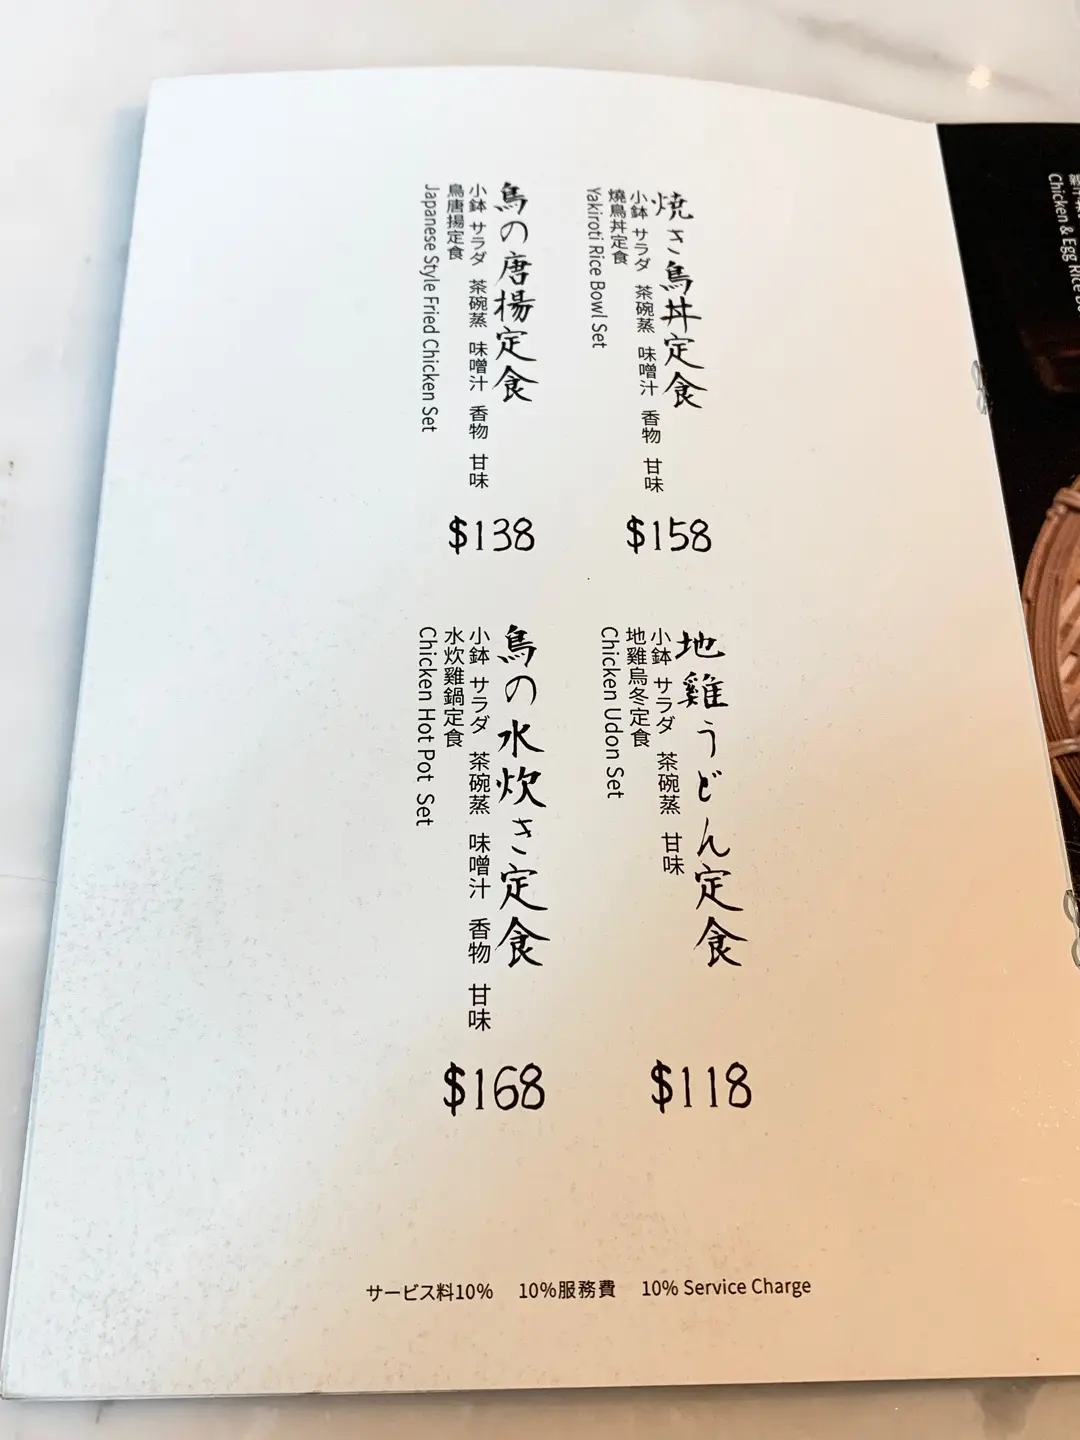 焼き鳥丼定食
小鉢 サラダ 茶碗蒸 味噌汁 香物 甘味
燒鳥丼定食
Yakiroti Rice Bowl Set
$158
鳥の唐揚定食
小鉢 サラダ 茶碗蒸 味噌汁 香物 甘味
鳥唐揚定食
Japanese Style Fried Chicken Set
$138
地雞うどん定食
小鉢 サラダ 茶碗蒸 甘味
地雞烏冬定食
Chicken Udon Set
$118
鳥の水炊き定食
小鉢 サラダ 茶碗蒸 味噌汁 香物 甘味
水炊雞鍋定食
Chicken Hot Pot Set
$168
サービス料10% 10%服務費 10% Service Charge
Chicken & Egg Rice